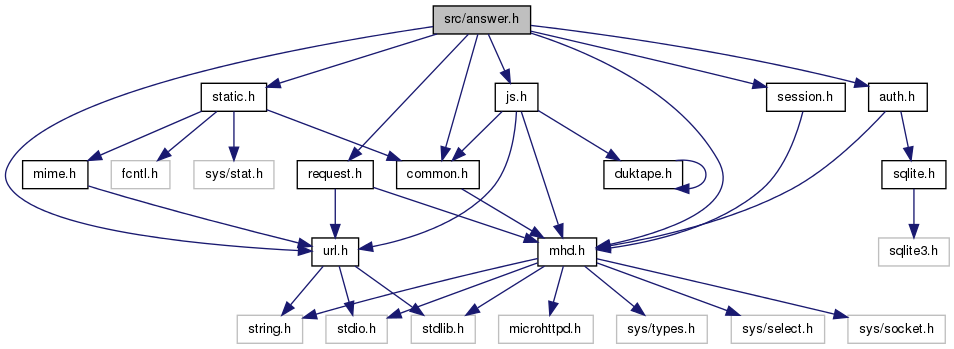 src/answer.h
static.h
js.h
session.h
auth.h
mime.h
fcntl.h
sys/stat.h
request.h
common.h
duktape.h
sqlite.h
url.h
mhd.h
sqlite3.h
string.h
stdio.h
stdlib.h
microhttpd.h
sys/types.h
sys/select.h
sys/socket.h